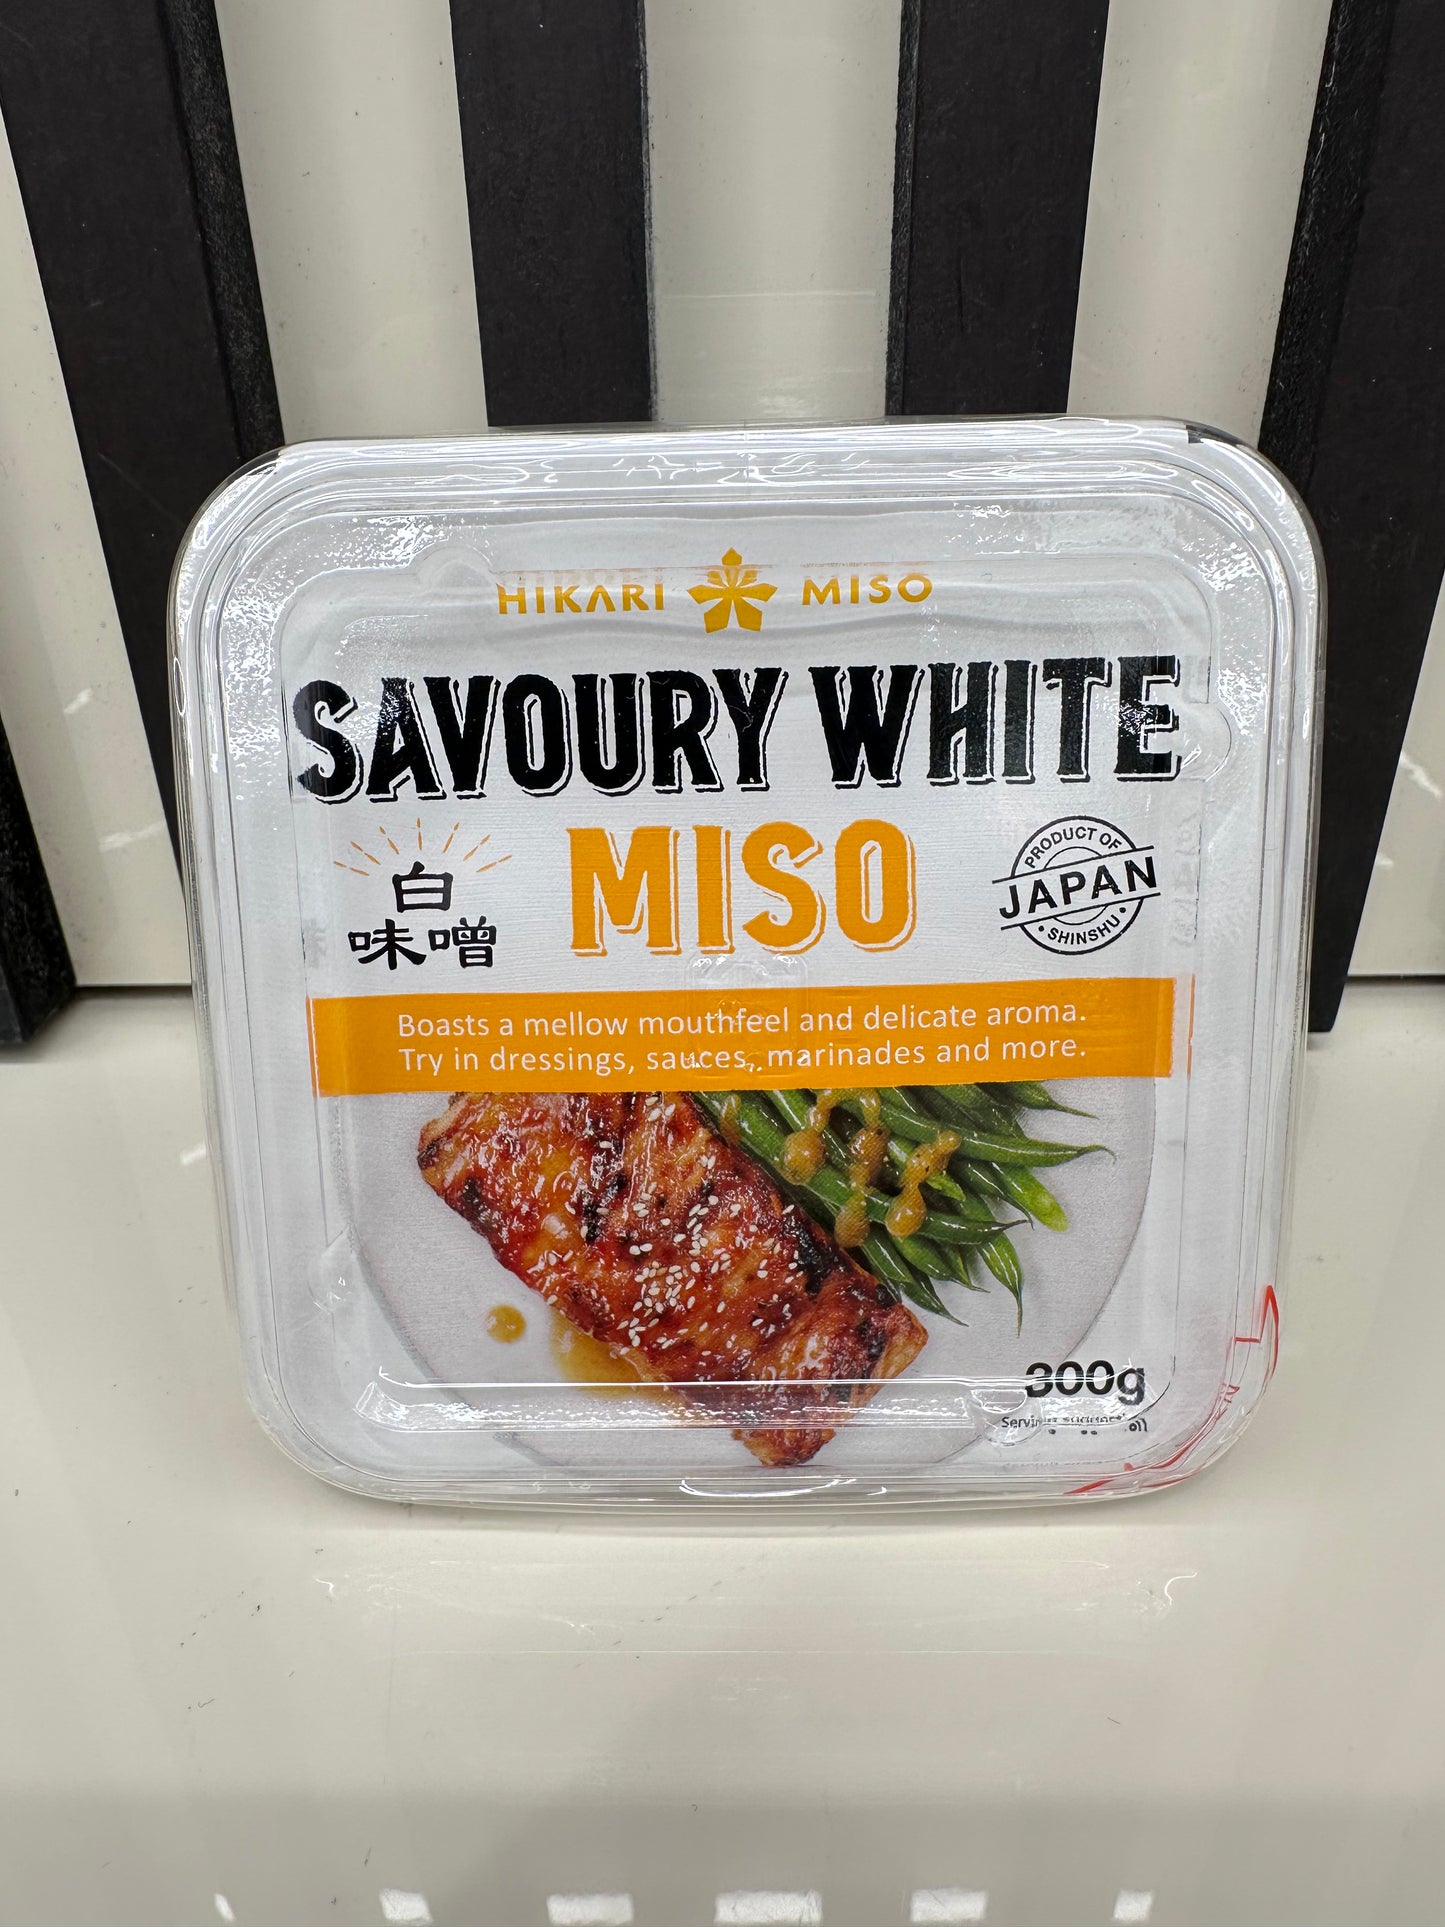 HIKARI MISO
SAVOURY WHITE
MISO
白
味噌
PRODUCT OF
JAPAN
• SHINSHU •
Boasts a mellow mouthfeel and delicate aroma.
Try in dressings, sauces, marinades and more.
300g